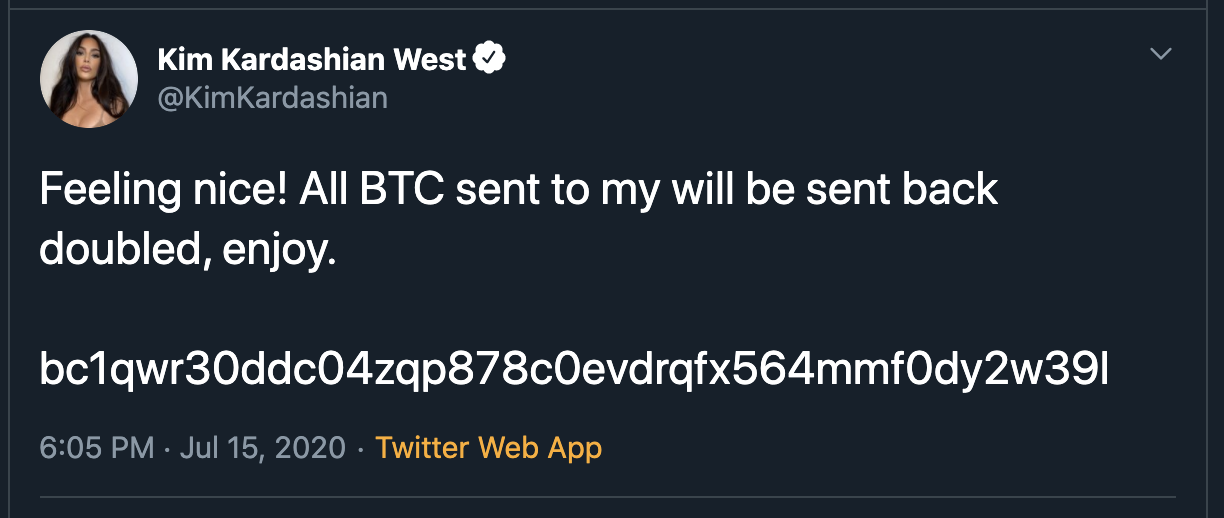 Kim Kardashian West
@KimKardashian
Feeling nice! All BTC sent to my will be sent back
doubled, enjoy.
bc1qwr30ddc04zqp878c0evdrqfx564mmf0dy2w39l
6:05 PM · Jul 15, 2020 · Twitter Web App